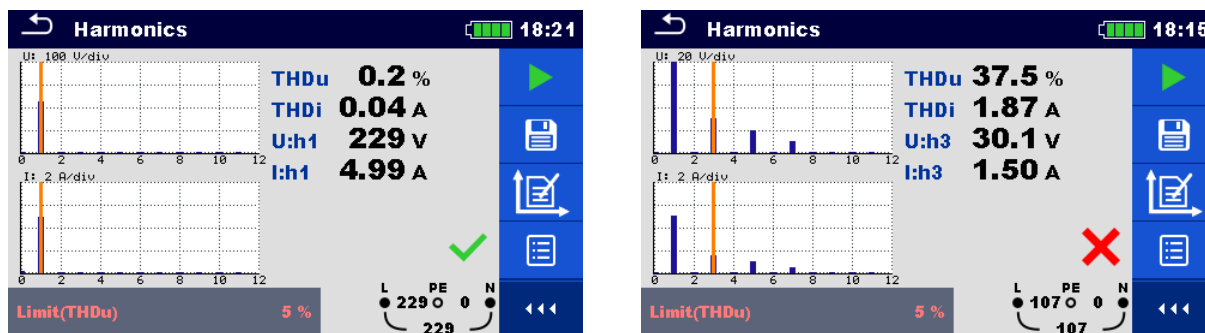 Harmonics 18:21
U: 100 V/div
THDu 0.2 %
THDi 0.04 A
U:h1 229 V
I:h1 4.99 A
0 2 4 6 8 10 12
I: 2 A/div
0 2 4 6 8 10 12
Limit(THDu) 5 %
L PE N
229 0
229
Harmonics 18:15
U: 20 V/div
THDu 37.5 %
THDi 1.87 A
U:h3 30.1 V
I:h3 1.50 A
0 2 4 6 8 10 12
I: 2 A/div
0 2 4 6 8 10 12
Limit(THDu) 5 %
L PE N
107 0
107